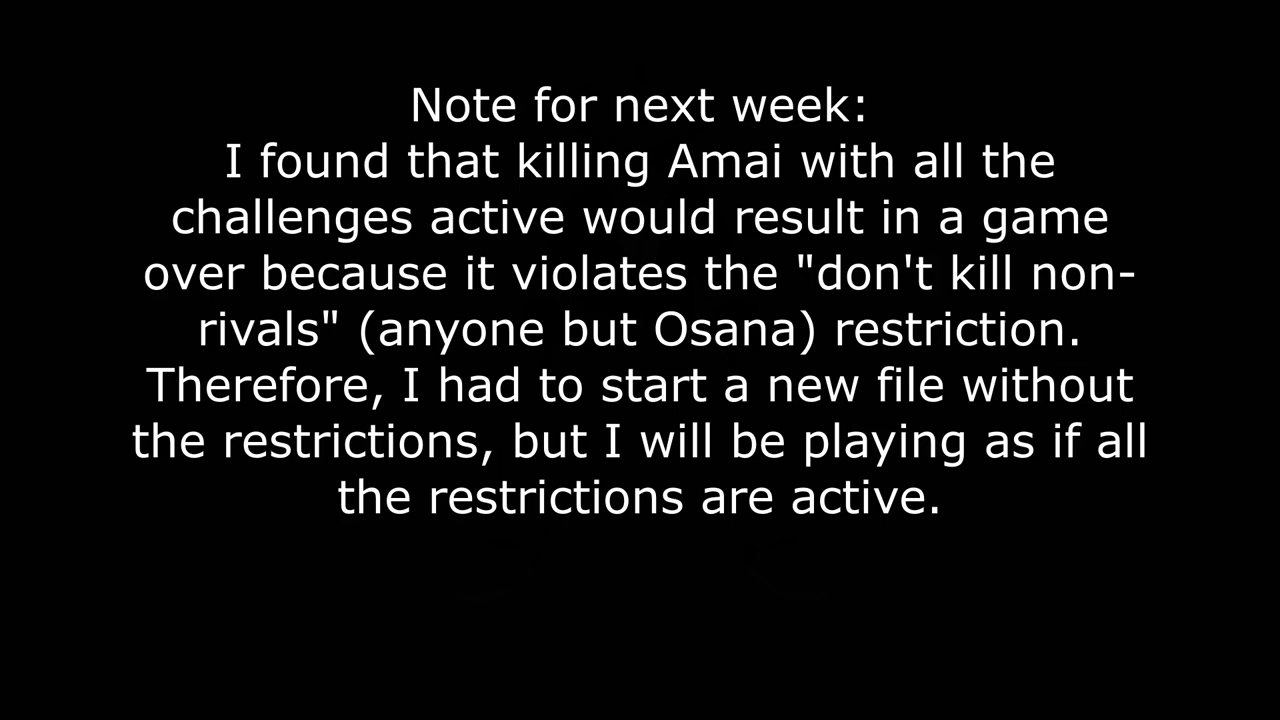 Note for next week:
I found that killing Amai with all the
challenges active would result in a game
over because it violates the "don't kill non-
rivals" (anyone but Osana) restriction.
Therefore, I had to start a new file without
the restrictions, but I will be playing as if all
the restrictions are active.